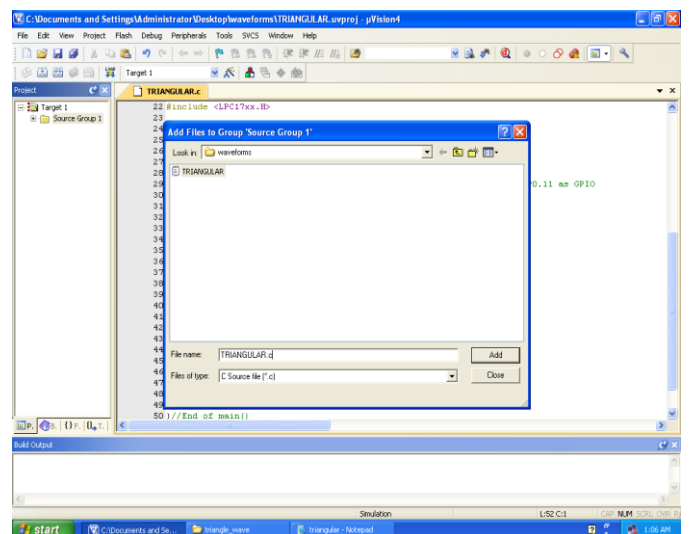 C:\Documents and Settings\Administrator\Desktop\waveforms\TRIANGULAR.uvproj - µVision4
File Edit View Project Flash Debug Peripherals Tools SVCS Window Help
Target 1
Project
TRIANGULAR.c
Target 1
Source Group 1
22 #include <LPC17xx.H>
23
24
25
26
27
28
29 0.11 as GPIO
30
31
32
33
34
35
36
37
38
39
40
41
42
43
44
45
46
47
48
49
50 }//End of main()
Add Files to Group 'Source Group 1'
Look in: waveforms
TRIANGULAR
File name: TRIANGULAR.c
Add
Files of type: C Source file (*.c)
Close
Build Output
Simulation L:52 C:1 CAP NUM SCRL OVR R
start C:\Documents and Se... triangle_wave triangular - Notepad 1:06 AM